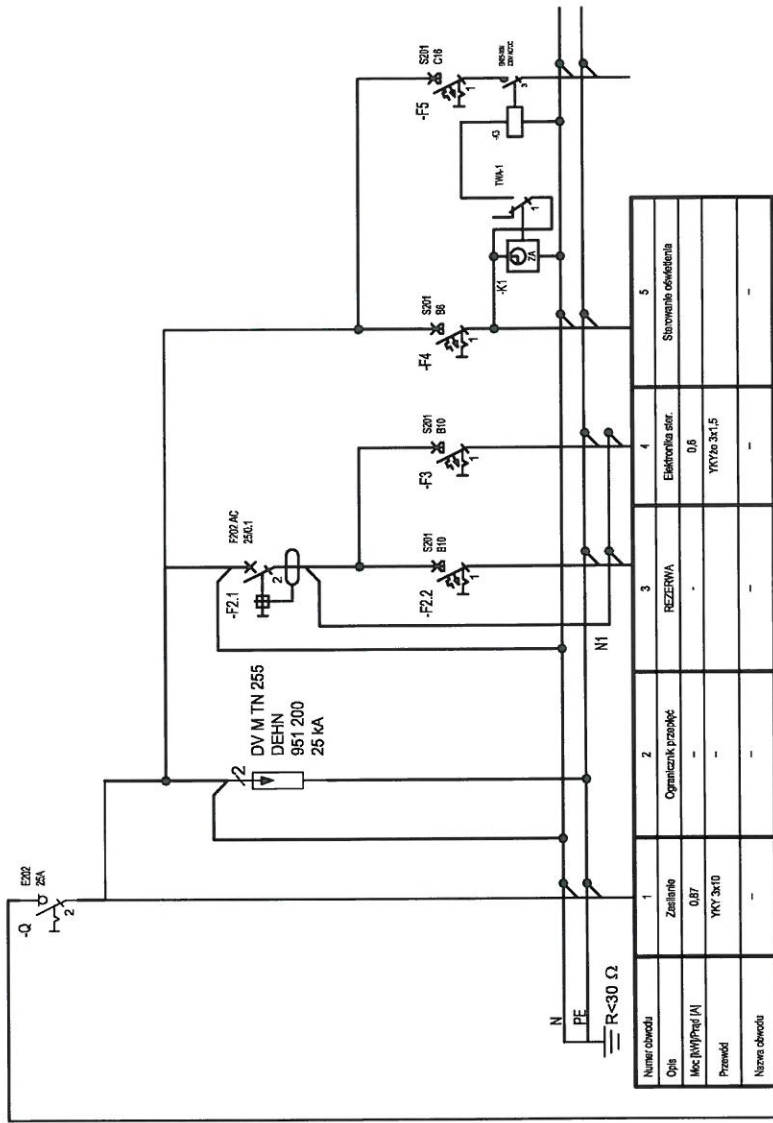 -Q
E202
25A
2
DV M TN 255
DEHN
951 200
25 kA
2
-F2.1
F202 AC
25/0.1
2
-F2.2
S201
B10
1
-F3
S201
B10
1
-F4
S201
B6
1
-F5
S201
C16
1
-K1
ZA
TWA-1
1
3
N
PE
N1
R<30 Ω
Numer obwodu 1 2 3 4 5
Opis Zasilanie Ogranicznik przepięć REZERWA Elektronika ster. Sterowanie oświetlenia
Moc [kW]/Prąd [A] 0,87 – - 0,6
Przewód YKY 3x10 – – YKYżo 3x1,5
Nazwa obwodu – – – – –